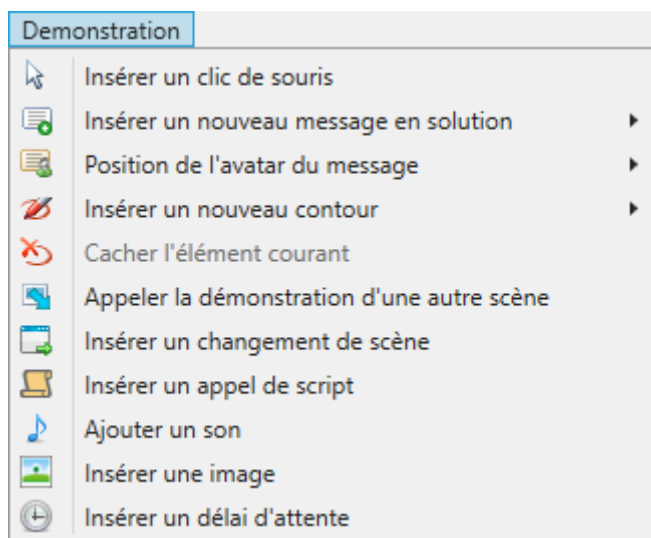 Demonstration
Insérer un clic de souris
Insérer un nouveau message en solution
Position de l'avatar du message
Insérer un nouveau contour
Cacher l'élément courant
Appeler la démonstration d'une autre scène
Insérer un changement de scène
Insérer un appel de script
Ajouter un son
Insérer une image
Insérer un délai d'attente